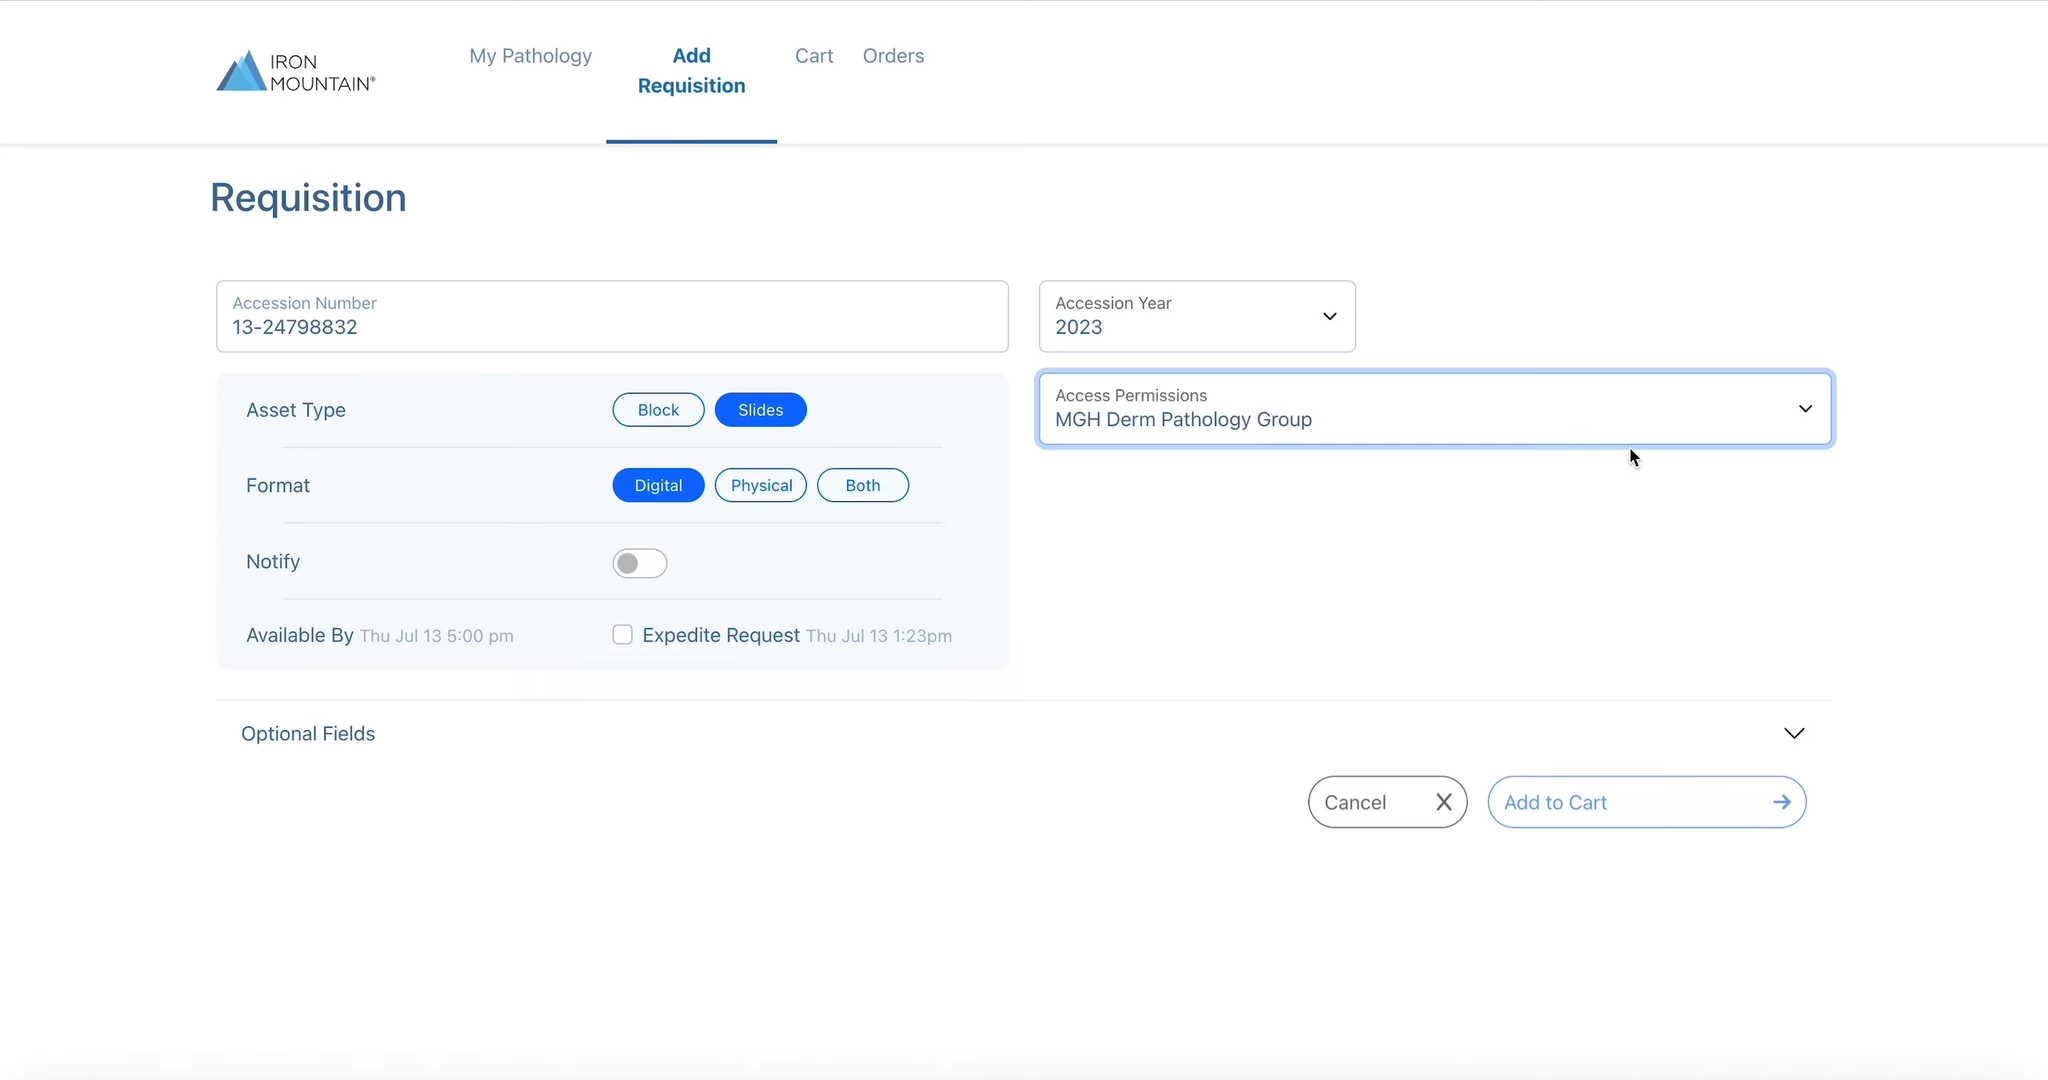 IRON
MOUNTAIN®
My Pathology
Add
Requisition
Cart
Orders
Requisition
Accession Number
13-24798832
Accession Year
2023
Asset Type
Block
Slides
Access Permissions
MGH Derm Pathology Group
Format
Digital
Physical
Both
Notify
Available By Thu Jul 13 5:00 pm
Expedite Request Thu Jul 13 1:23pm
Optional Fields
Cancel X
Add to Cart